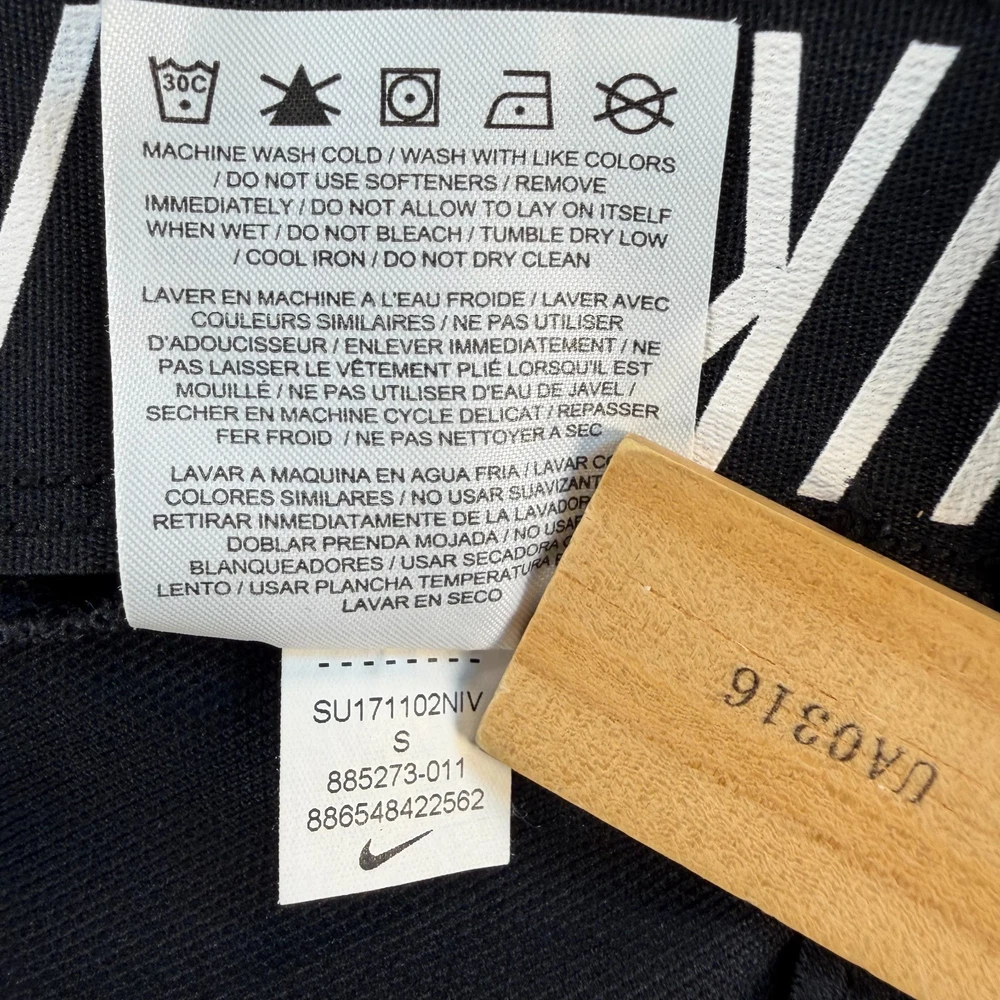 30C
MACHINE WASH COLD / WASH WITH LIKE COLORS
/ DO NOT USE SOFTENERS / REMOVE
IMMEDIATELY / DO NOT ALLOW TO LAY ON ITSELF
WHEN WET / DO NOT BLEACH / TUMBLE DRY LOW
/ COOL IRON / DO NOT DRY CLEAN
LAVER EN MACHINE A L'EAU FROIDE / LAVER AVEC
COULEURS SIMILAIRES / NE PAS UTILISER
D'ADOUCISSEUR / ENLEVER IMMEDIATEMENT / NE
PAS LAISSER LE VÊTEMENT PLIÉ LORSQU'IL EST
MOUILLÉ / NE PAS UTILISER D'EAU DE JAVEL /
SECHER EN MACHINE CYCLE DELICAT / REPASSER
FER FROID / NE PAS NETTOYER A SEC
LAVAR A MAQUINA EN AGUA FRIA / LAVAR
COLORES SIMILARES / NO USAR
RETIRAR INMEDIATAMENTE DE LA
DOBLAR PRENDA MOJADA / NO
BLANQUEADORES / USAR SECADORA
LENTO / USAR PLANCHA TEMPERATURA
LAVAR EN SECO
SU171102NIV
S
885273-011
886548422562
UA0316